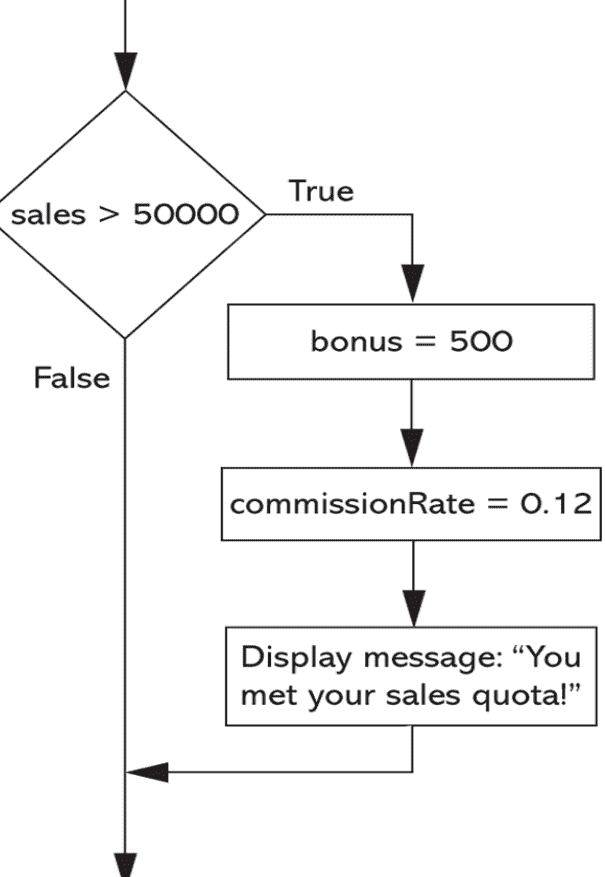 True
sales > 50000
bonus = 500
False
commissionRate = 0.12
Display message: “You
met your sales quota!”